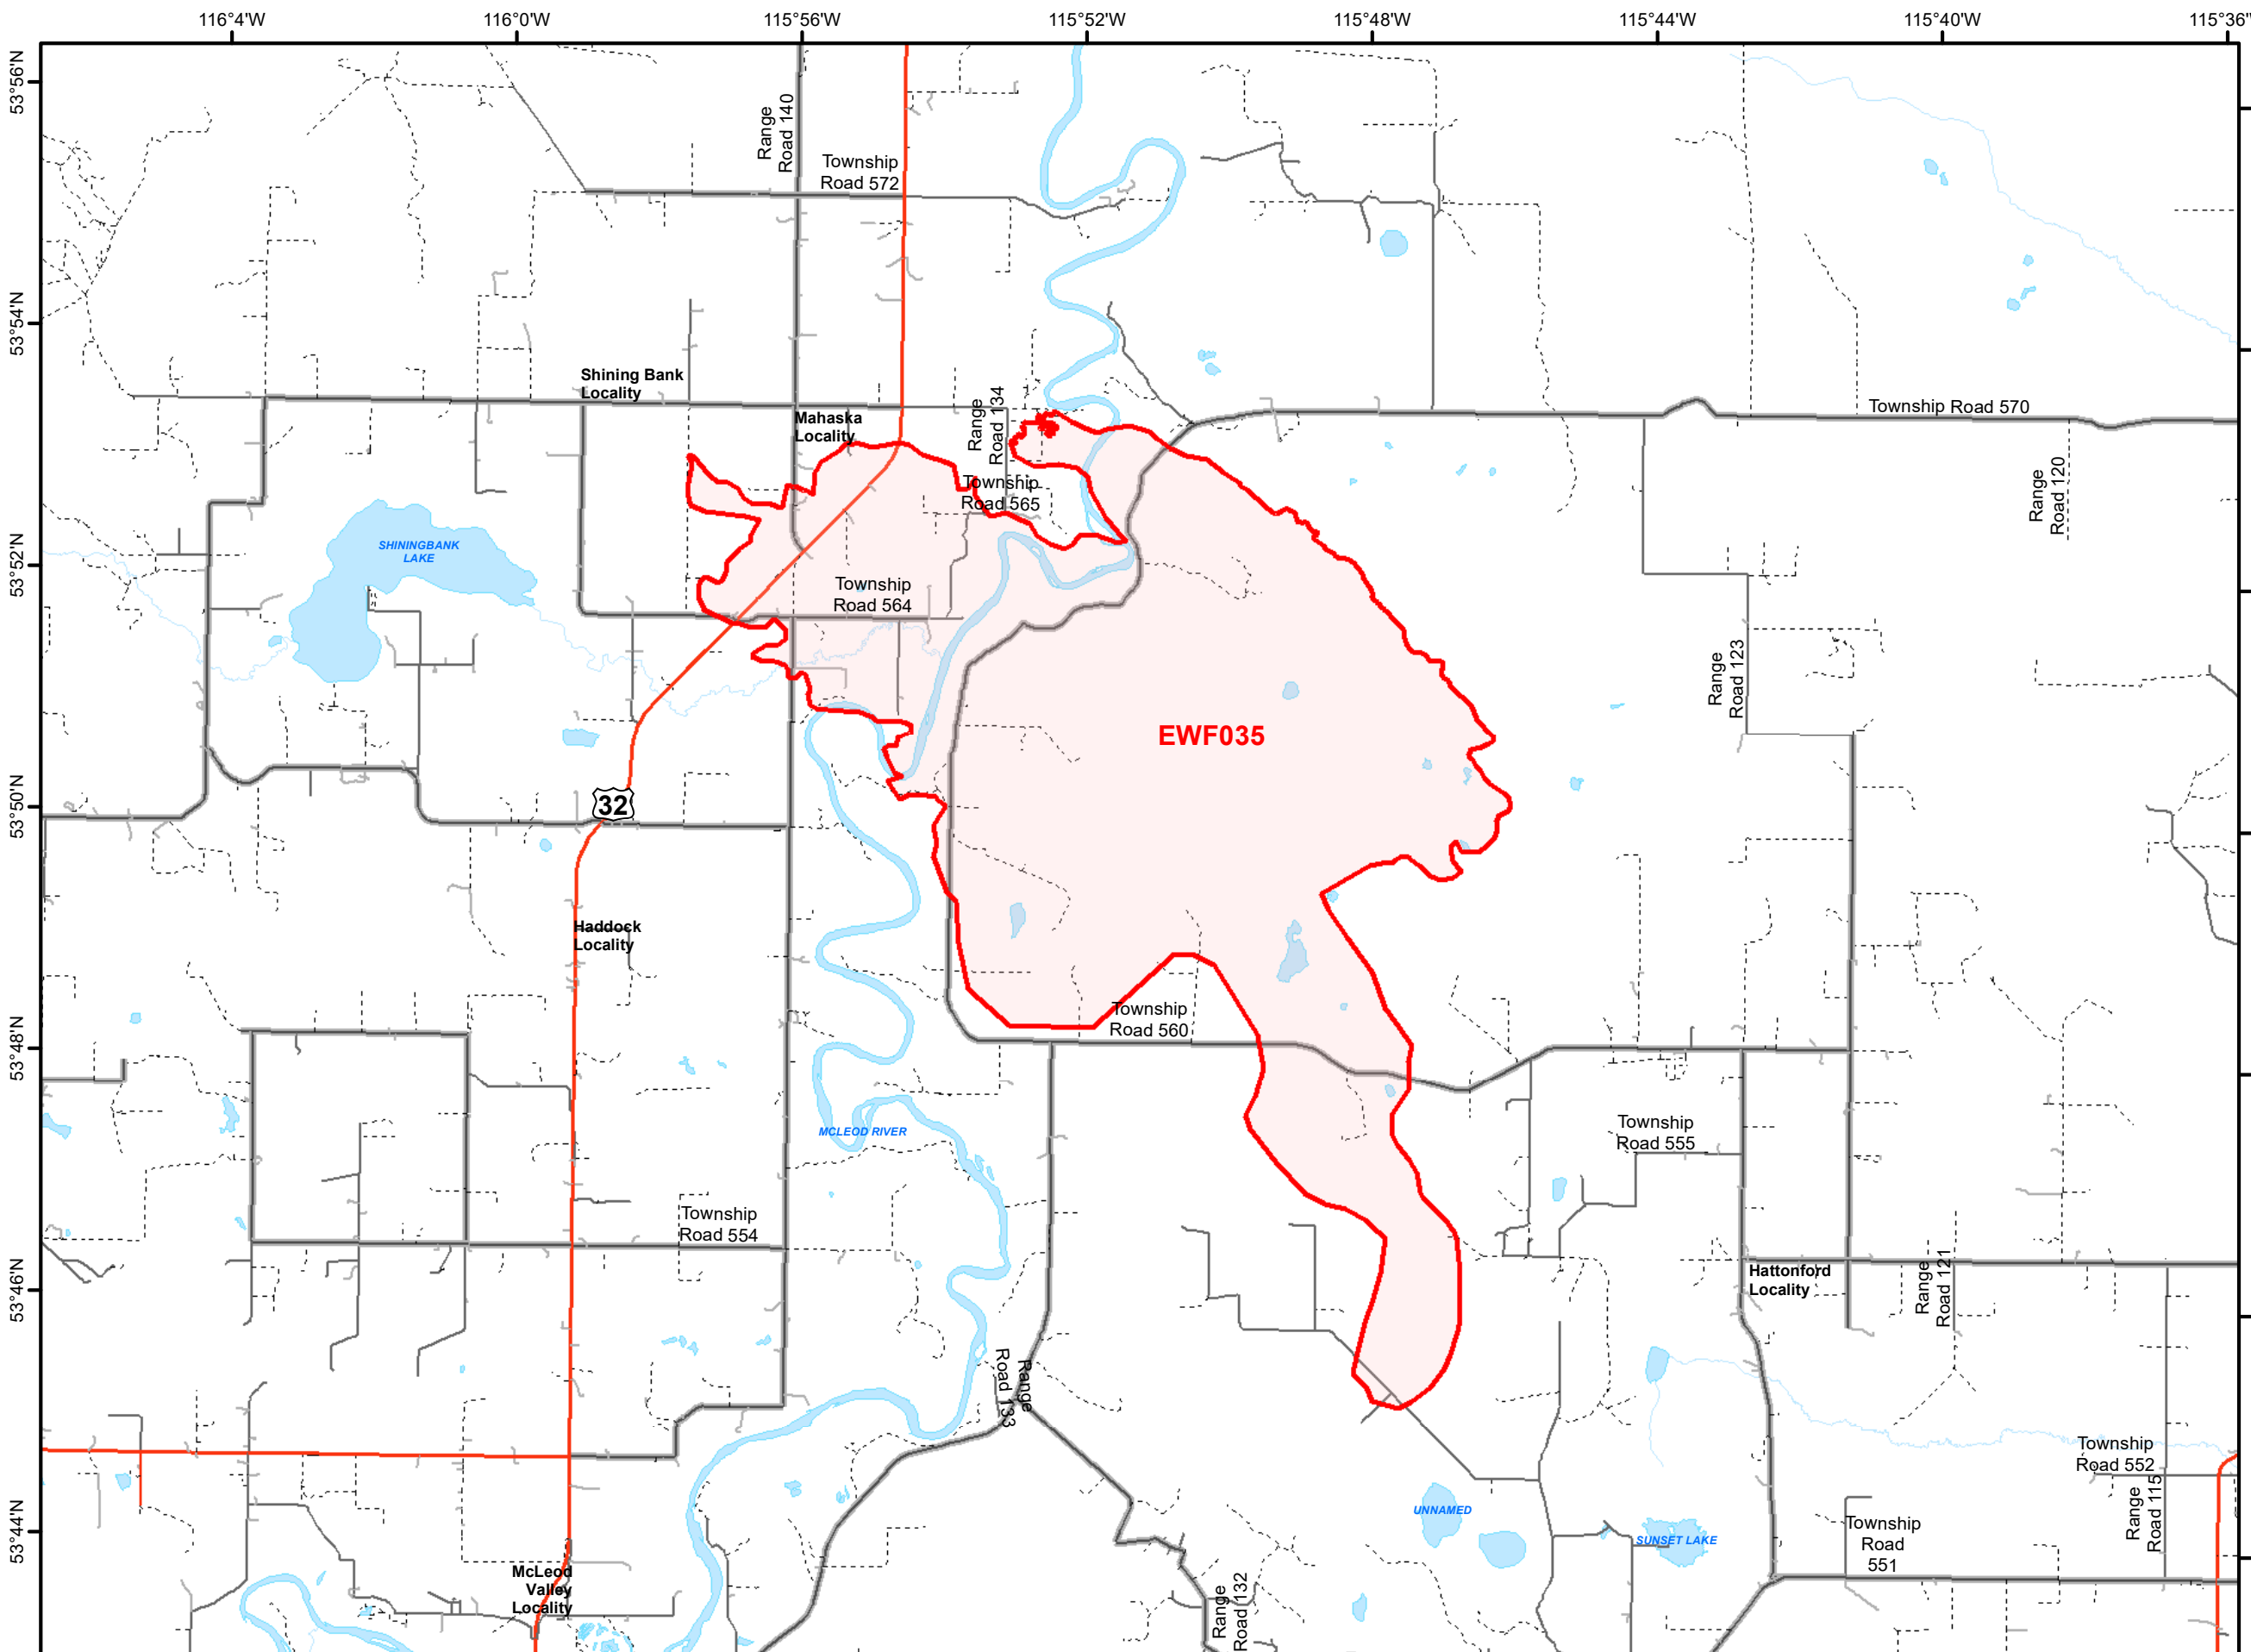 116°4'W
116°0'W
115°56'W
115°52'W
115°48'W
115°44'W
115°40'W
115°36'
53°56'N
53°54'N
53°52'N
53°50'N
53°48'N
53°46'N
53°44'N
Range
Road 140
Township
Road 572
Shining Bank
Locality
Mahaska
Locality
Range
Road 134
Township Road 570
Township
Road 565
Range
Road 120
SHININGBANK
LAKE
Township
Road 564
Range
Road 123
EWF035
32
Haddock
Locality
Township
Road 560
MCLEOD RIVER
Township
Road 555
Township
Road 554
Hattonford
Locality
Range
Road 121
Range
Road 133
Township
Road 552
Range
Road 115
UNNAMED
SUNSET LAKE
Township
Road
551
McLeod
Valley
Locality
Range
Road 132